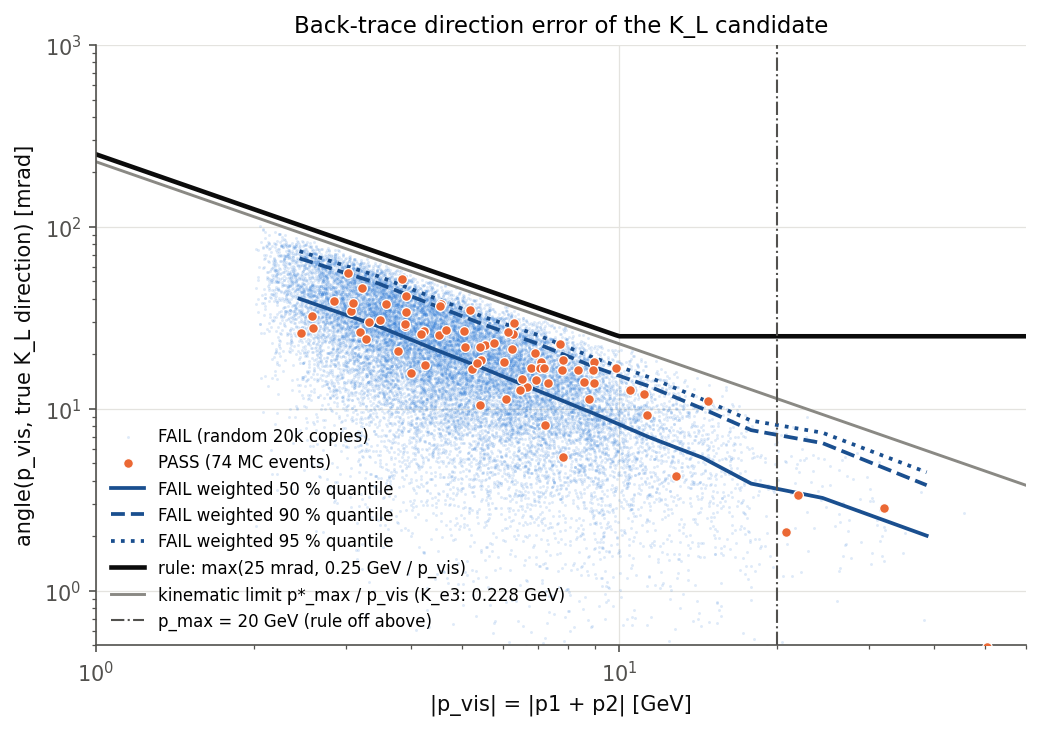 Back-trace direction error of the K_L candidate
angle(p_vis, true K_L direction) [mrad]
10³
10²
10¹
10⁰
FAIL (random 20k copies)
PASS (74 MC events)
FAIL weighted 50 % quantile
FAIL weighted 90 % quantile
FAIL weighted 95 % quantile
rule: max(25 mrad, 0.25 GeV / p_vis)
kinematic limit p*_max / p_vis (K_e3: 0.228 GeV)
p_max = 20 GeV (rule off above)
10⁰
10¹
|p_vis| = |p1 + p2| [GeV]